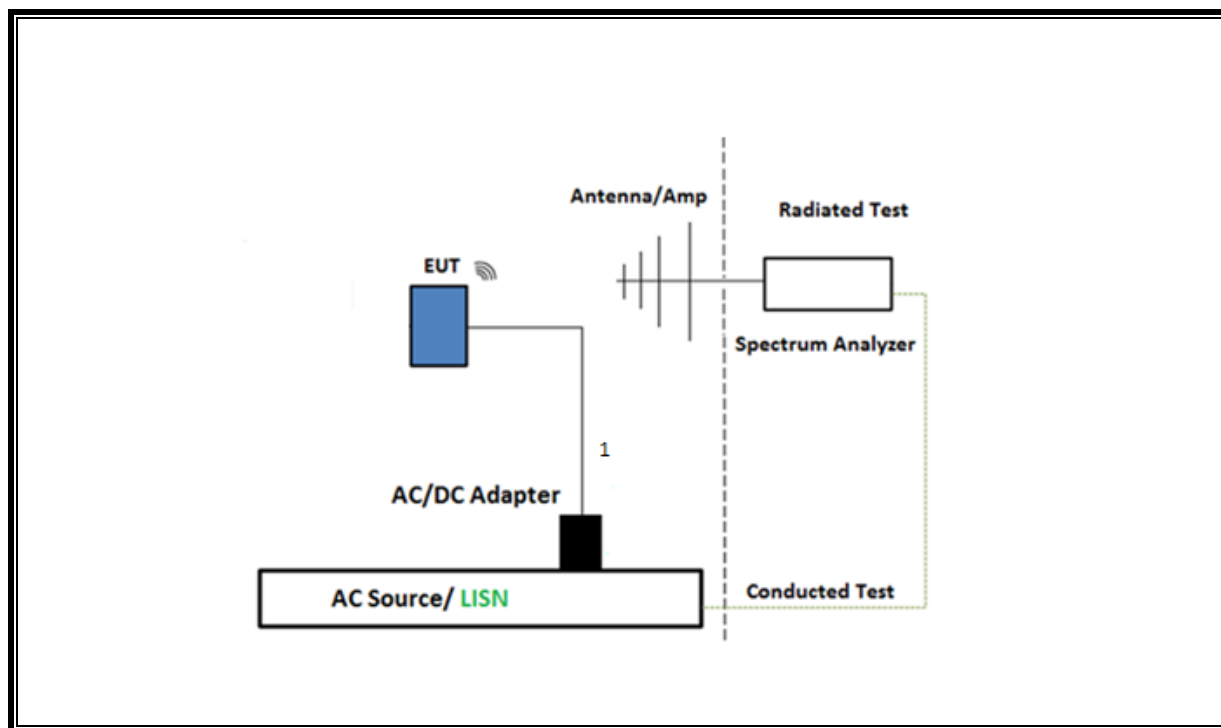 Antenna/Amp
Radiated Test
EUT
Spectrum Analyzer
1
AC/DC Adapter
AC Source/ LISN
Conducted Test